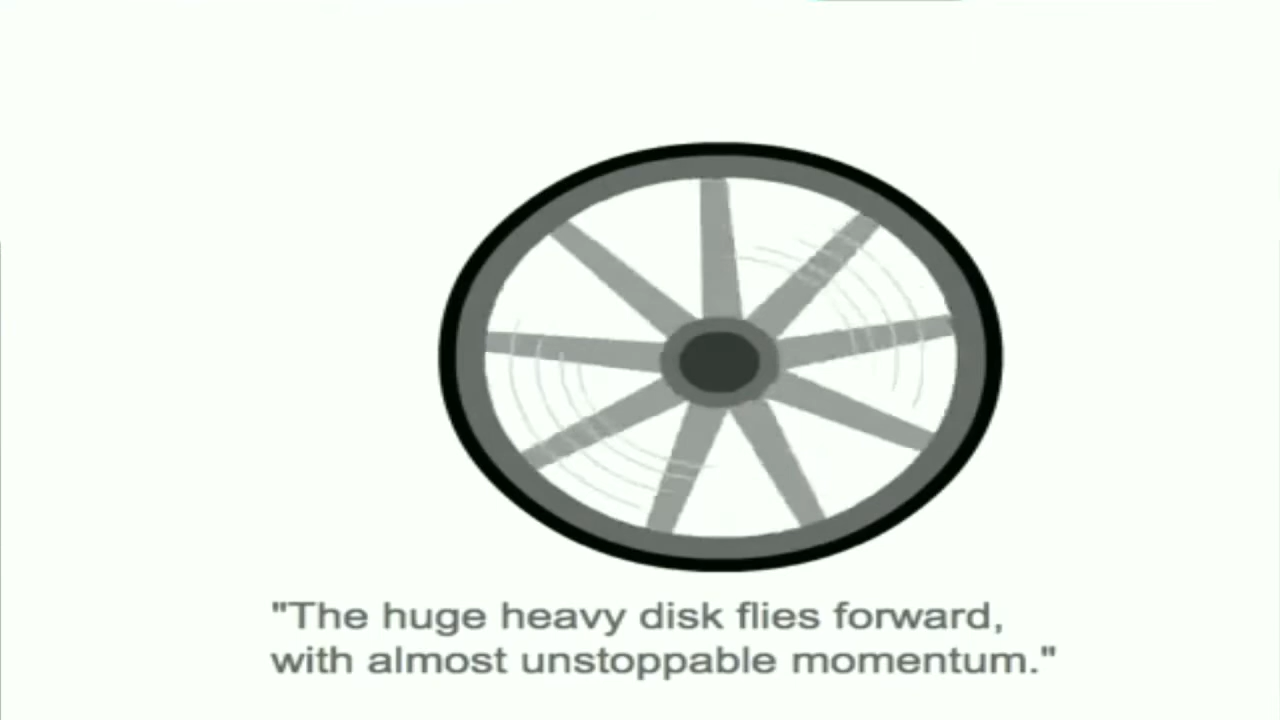 "The huge heavy disk flies forward,
with almost unstoppable momentum."